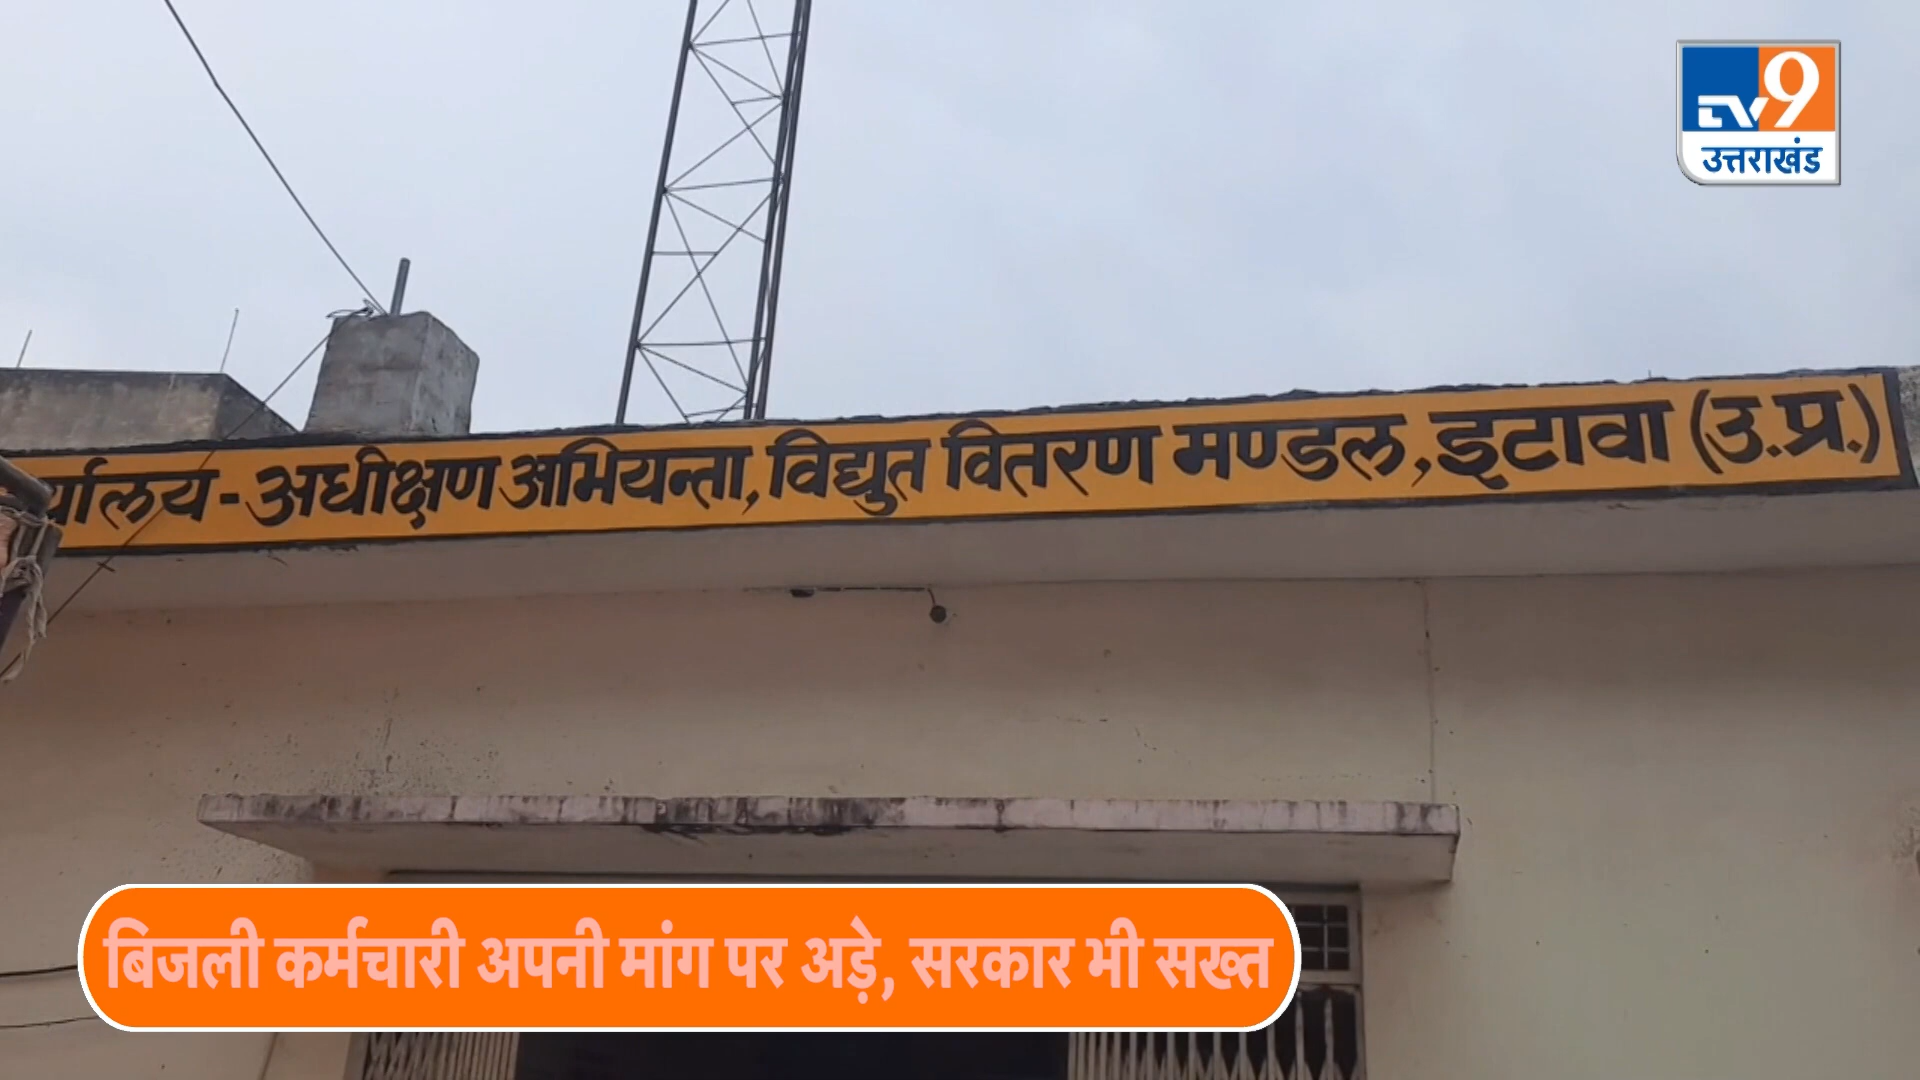 TV9
उत्तराखंड
र्यालय - अधीक्षण अभियन्ता, विद्युत वितरण मण्डल, इटावा (उ.प्र.)
बिजली कर्मचारी अपनी मांग पर अड़े, सरकार भी सख्त